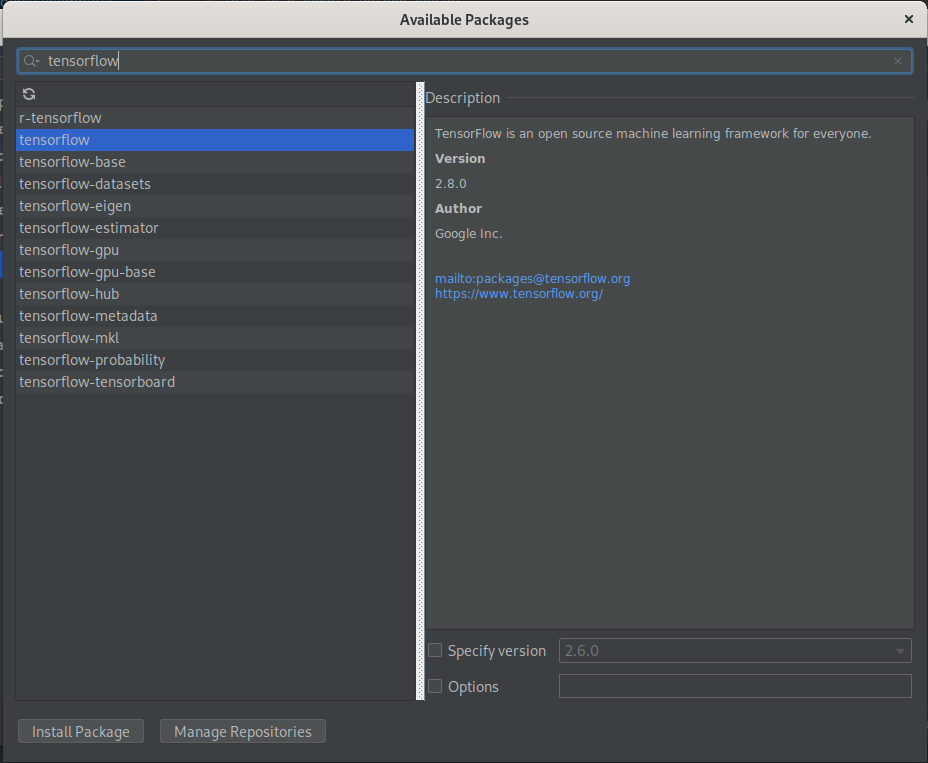 Available Packages
tensorflow
r-tensorflow
tensorflow
tensorflow-base
tensorflow-datasets
tensorflow-eigen
tensorflow-estimator
tensorflow-gpu
tensorflow-gpu-base
tensorflow-hub
tensorflow-metadata
tensorflow-mkl
tensorflow-probability
tensorflow-tensorboard
Description
TensorFlow is an open source machine learning framework for everyone.
Version
2.8.0
Author
Google Inc.
mailto:packages@tensorflow.org
https://www.tensorflow.org/
Specify version 2.6.0
Options
Install Package Manage Repositories